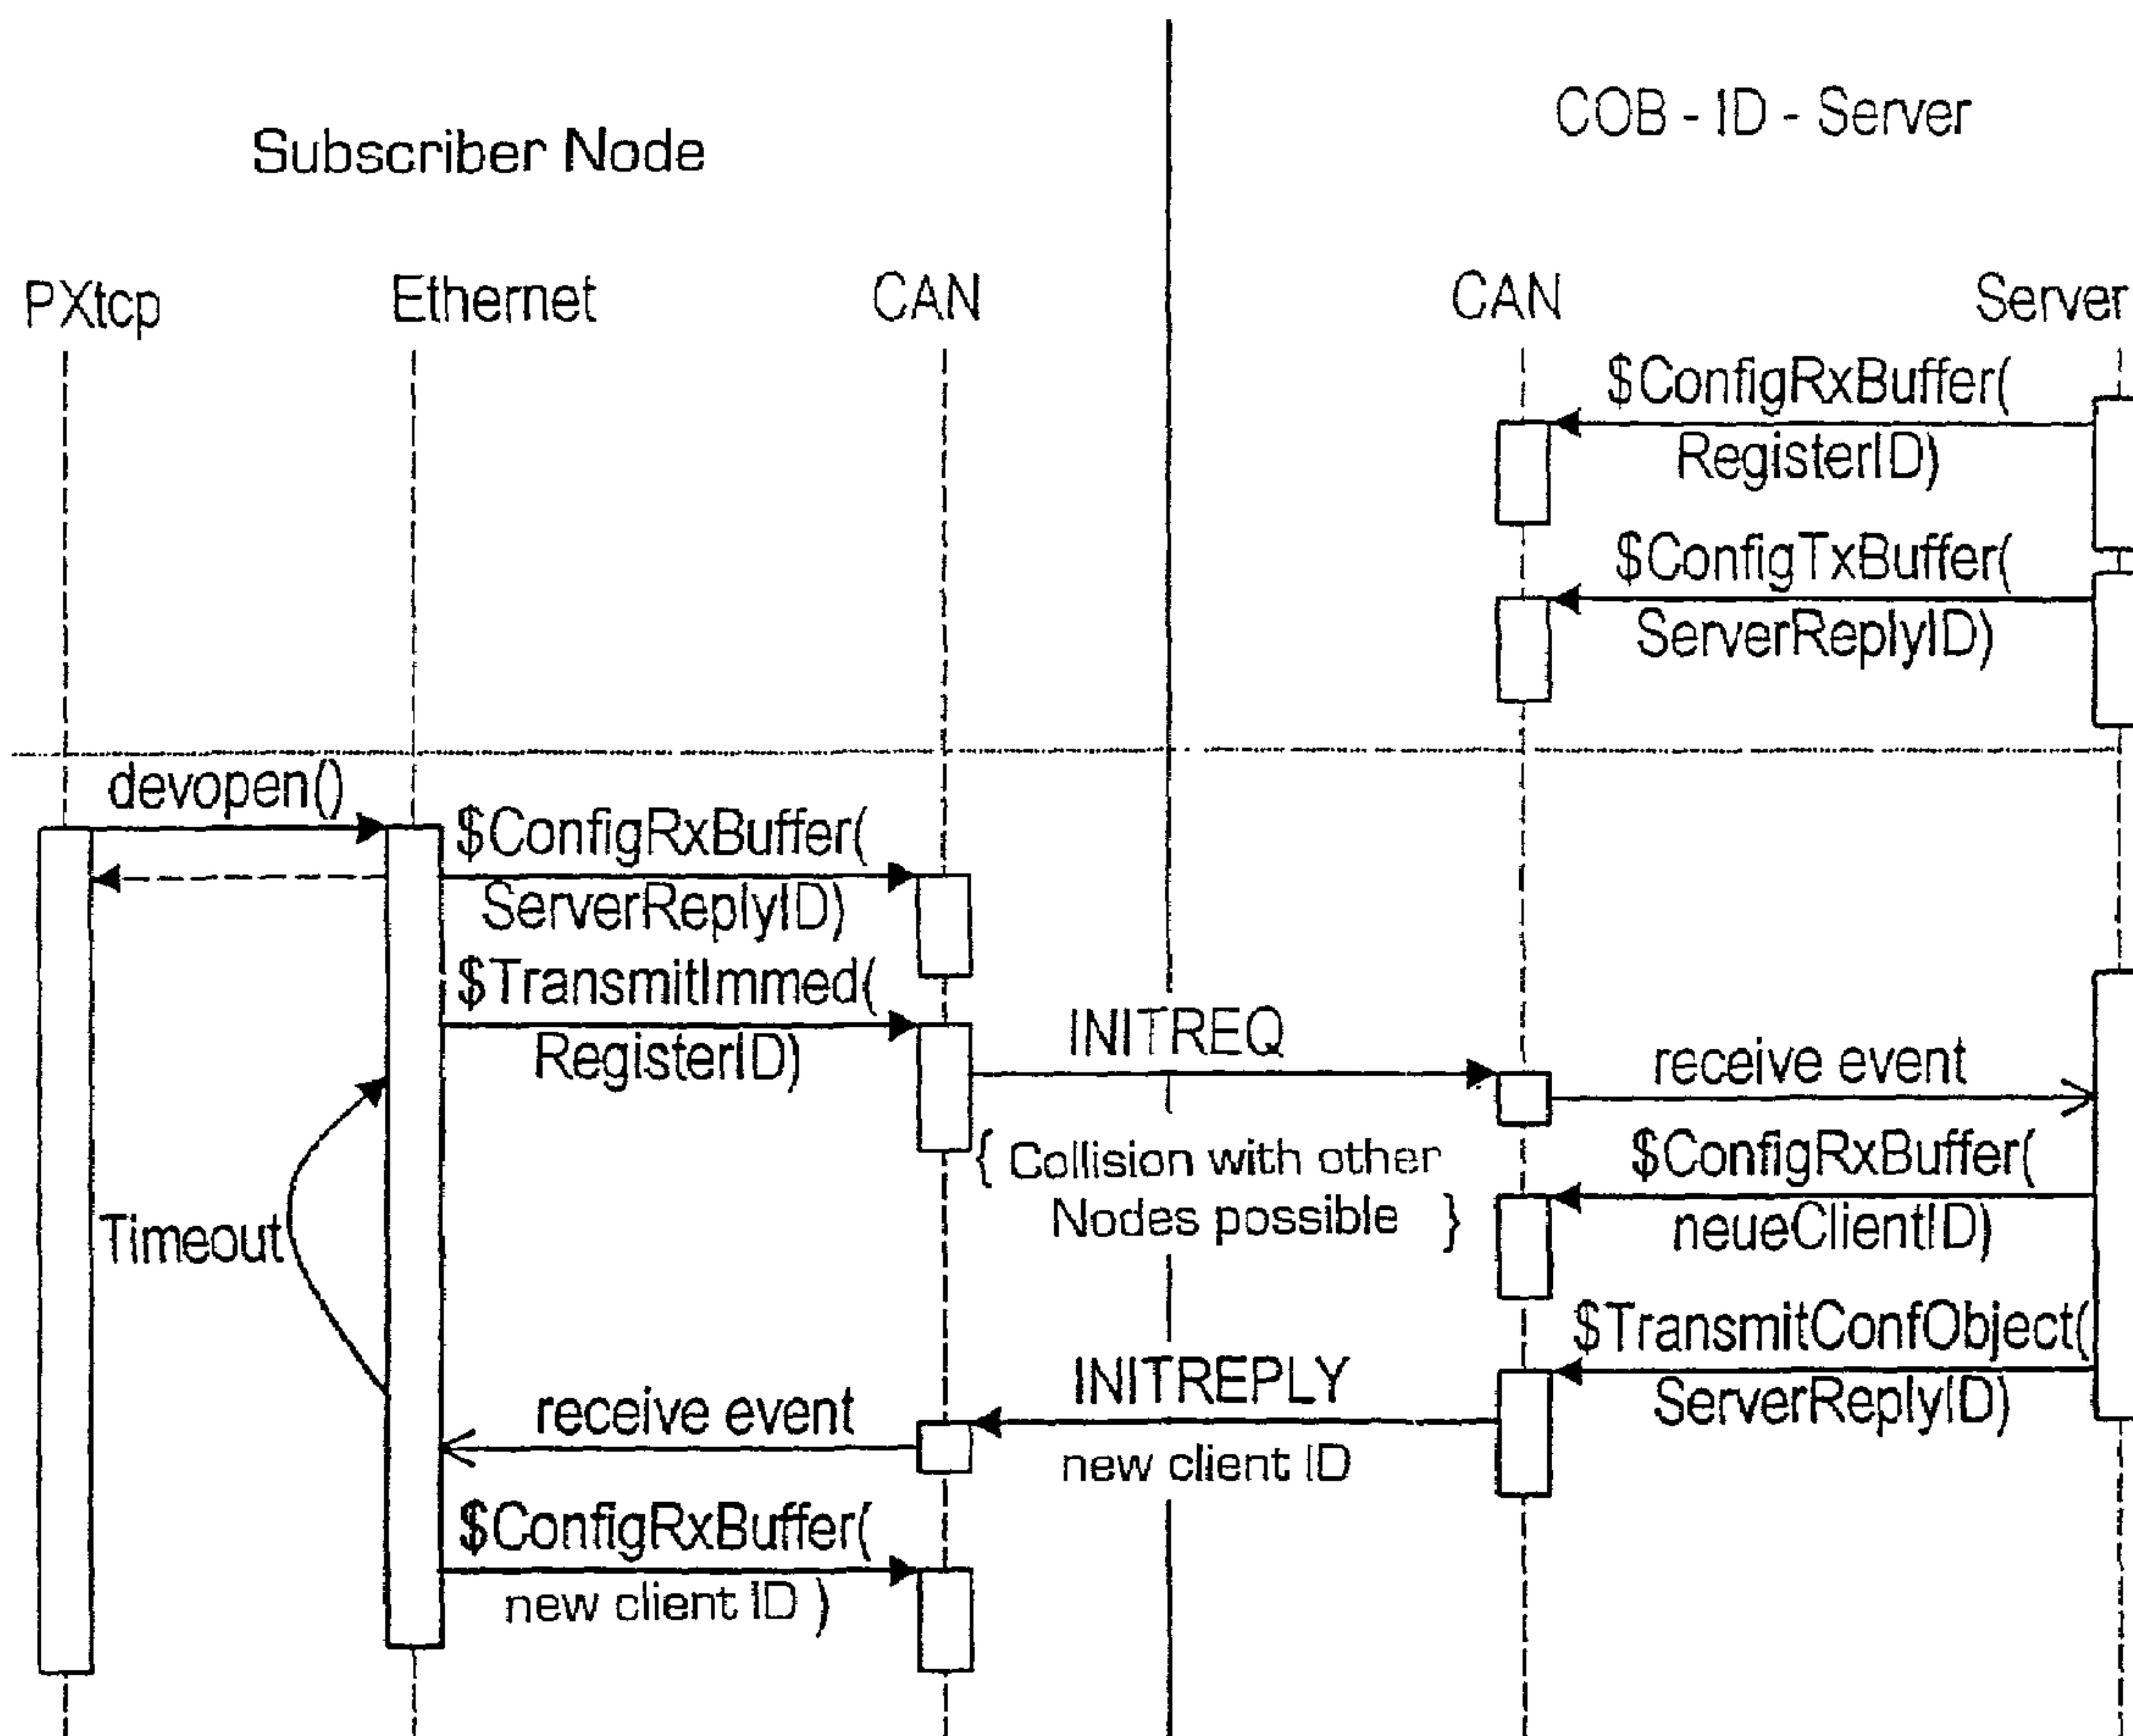 COB - ID - Server
Subscriber Node
PXtcp
Ethernet
CAN
CAN
Server
$ConfigRxBuffer(
RegisterID)
$ConfigTxBuffer(
ServerReplyID)
devopen()
$ConfigRxBuffer(
ServerReplyID)
$TransmitImmed(
RegisterID)
INITREQ
receive event
{ Collision with other
Nodes possible }
$ConfigRxBuffer(
neueClientID)
Timeout
$TransmitConfObject(
ServerReplyID)
INITREPLY
new client ID
receive event
$ConfigRxBuffer(
new client ID )